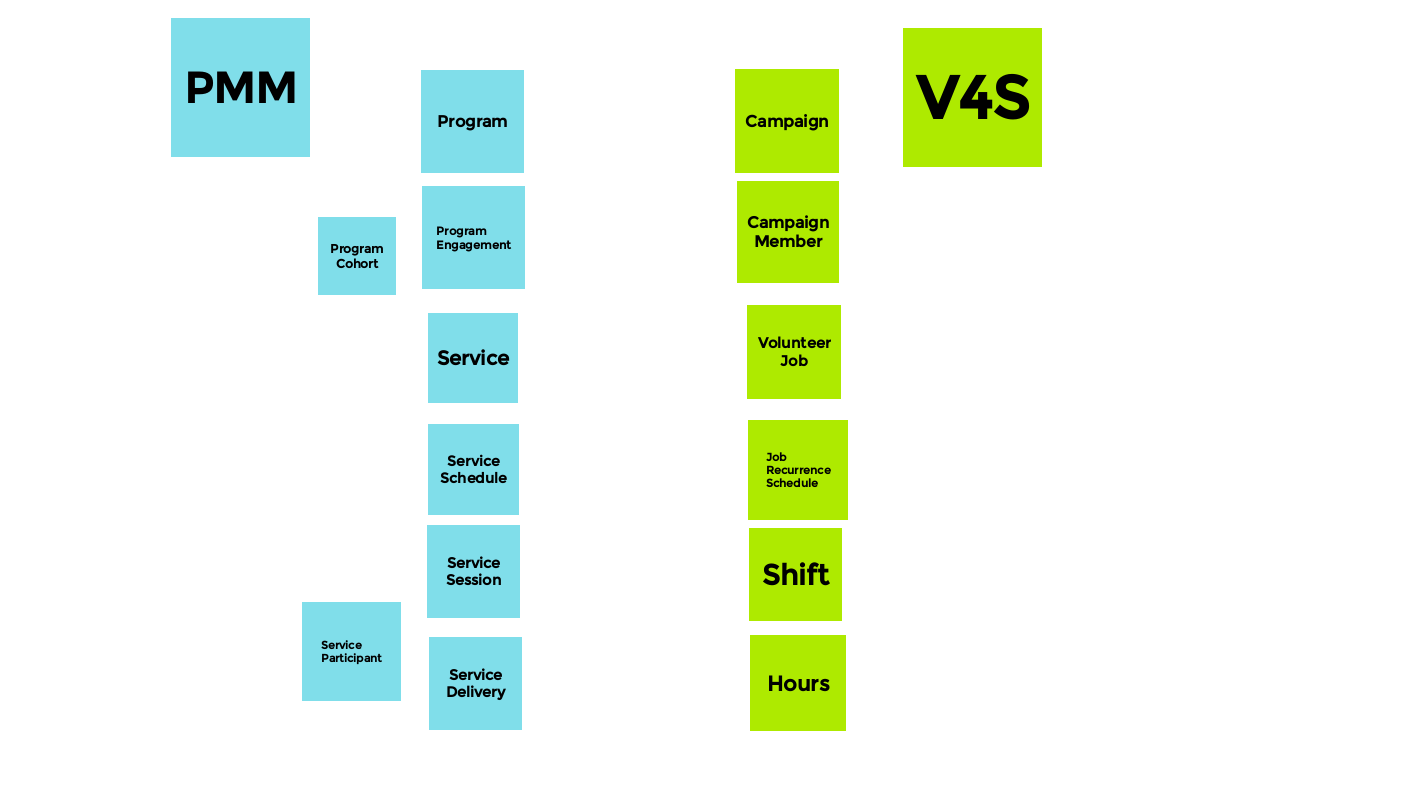 PMM
Program
Campaign
V4S
Program
Engagement
Campaign
Member
Program
Cohort
Service
Volunteer
Job
Service
Schedule
Job
Recurrence
Schedule
Service
Session
Shift
Service
Participant
Service
Delivery
Hours